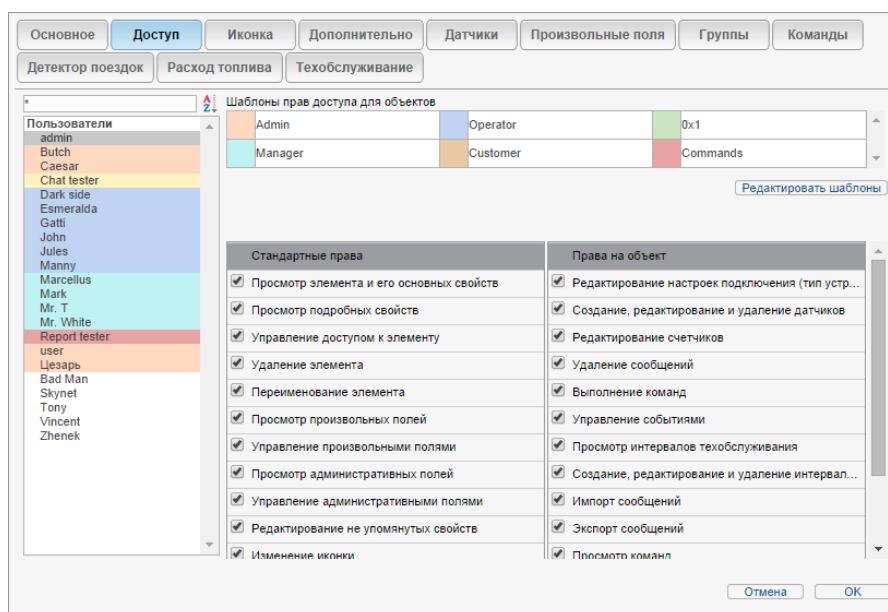 Основное Доступ Иконка Дополнительно Датчики Произвольные поля Группы Команды
Детектор поездок Расход топлива Техобслуживание
* A Z Шаблоны прав доступа для объектов
Пользователи
admin
Butch
Caesar
Chat tester
Dark side
Esmeralda
Gatti
John
Jules
Manny
Marcellus
Mark
Mr. T
Mr. White
Report tester
user
Цезарь
Bad Man
Skynet
Tony
Vincent
Zhenek
Admin Operator 0x1
Manager Customer Commands
Редактировать шаблоны
Стандартные права Права на объект
Просмотр элемента и его основных свойств Редактирование настроек подключения (тип устр...
Просмотр подробных свойств Создание, редактирование и удаление датчиков
Управление доступом к элементу Редактирование счетчиков
Удаление элемента Удаление сообщений
Переименование элемента Выполнение команд
Просмотр произвольных полей Управление событиями
Управление произвольными полями Просмотр интервалов техобслуживания
Просмотр административных полей Создание, редактирование и удаление интервал...
Управление административными полями Импорт сообщений
Редактирование не упомянутых свойств Экспорт сообщений
Изменение иконки Просмотр команд
Отмена OK